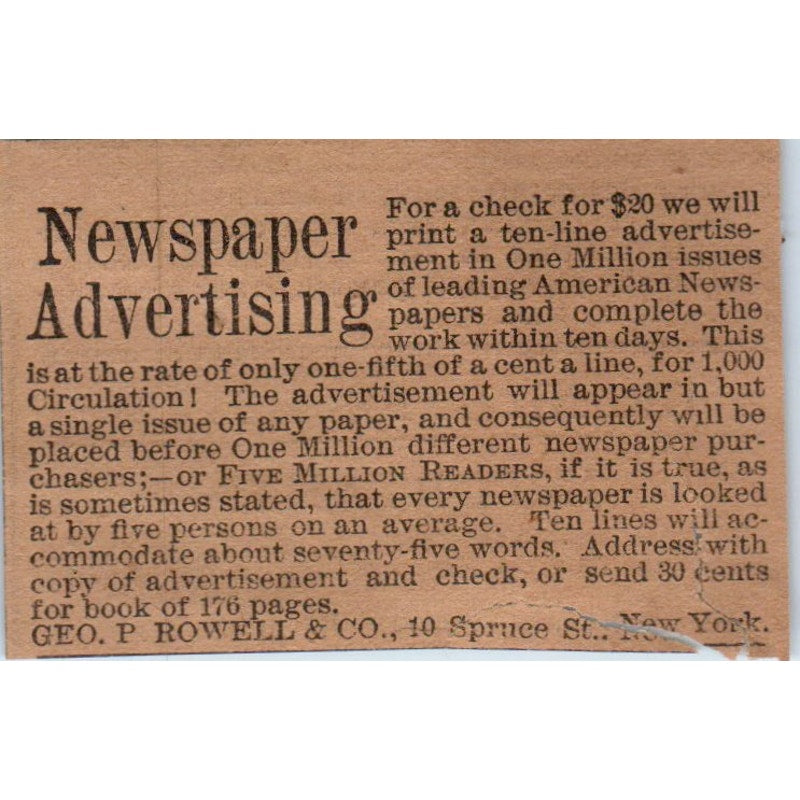 Newspaper
Advertising
For a check for $20 we will
print a ten-line advertise-
ment in One Million issues
of leading American News-
papers and complete the
work within ten days. This
is at the rate of only one-fifth of a cent a line, for 1,000
Circulation! The advertisement will appear in but
a single issue of any paper, and consequently will be
placed before One Million different newspaper pur-
chasers;—or FIVE MILLION READERS, if it is true, as
is sometimes stated, that every newspaper is looked
at by five persons on an average. Ten lines will ac-
commodate about seventy-five words. Address with
copy of advertisement and check, or send 30 cents
for book of 176 pages.
GEO. P ROWELL & CO., 10 Spruce St., New York.